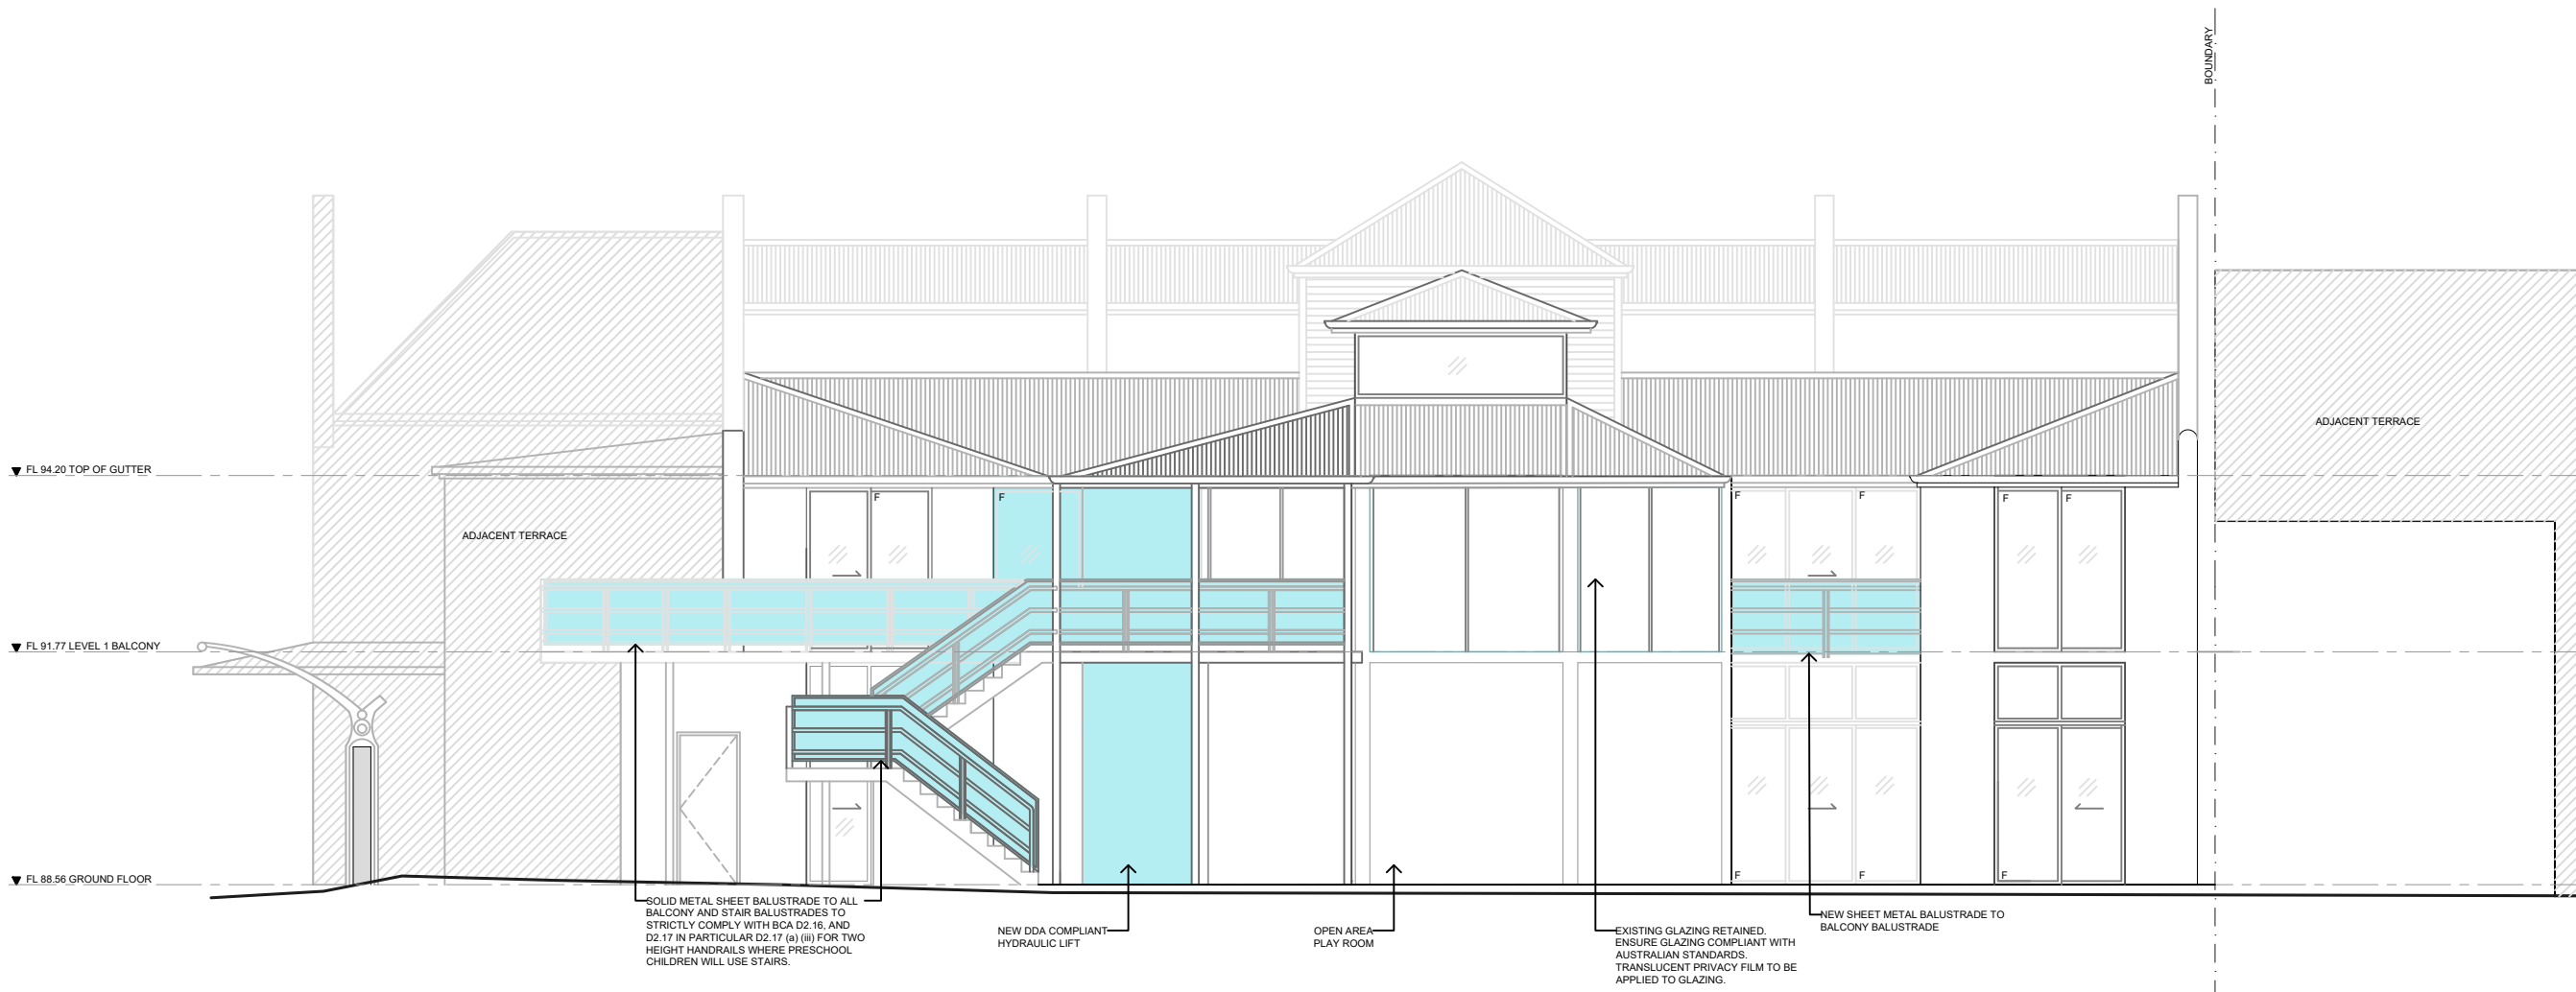 BOUNDARY
ADJACENT TERRACE
FL 94.20 TOP OF GUTTER
F
F
F
F
F
F
ADJACENT TERRACE
FL 91.77 LEVEL 1 BALCONY
FL 88.56 GROUND FLOOR
F
F
F
SOLID METAL SHEET BALUSTRADE TO ALL
BALCONY AND STAIR BALUSTRADES TO
STRICTLY COMPLY WITH BCA D2.16, AND
D2.17 IN PARTICULAR D2.17 (a) (iii) FOR TWO
HEIGHT HANDRAILS WHERE PRESCHOOL
CHILDREN WILL USE STAIRS.
NEW DDA COMPLIANT
HYDRAULIC LIFT
OPEN AREA
PLAY ROOM
EXISTING GLAZING RETAINED.
ENSURE GLAZING COMPLIANT WITH
AUSTRALIAN STANDARDS.
TRANSLUCENT PRIVACY FILM TO BE
APPLIED TO GLAZING.
NEW SHEET METAL BALUSTRADE TO
BALCONY BALUSTRADE